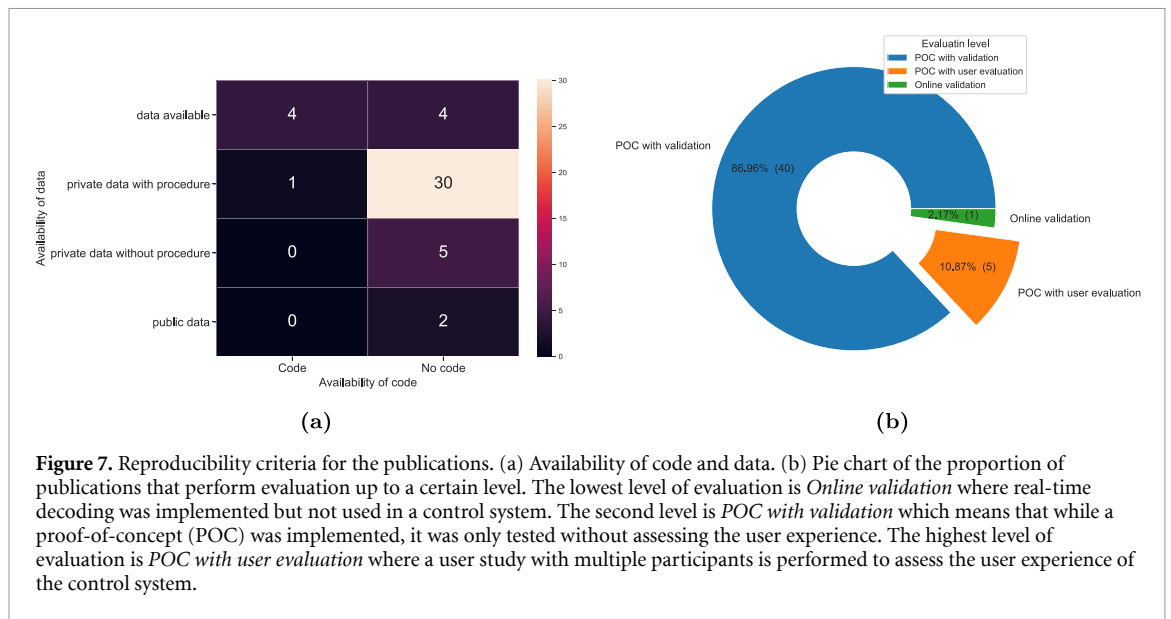 data available
private data with procedure
private data without procedure
public data
Availability of data
4 4
1 30
0 5
0 2
Code No code
Availability of code
30
25
20
15
10
5
0
(a)
Evaluatin level
POC with validation
POC with user evaluation
Online validation
POC with validation
86.96% (40)
2.17% (1)
Online validation
10.87% (5)
POC with user evaluation
(b)
Figure 7. Reproducibility criteria for the publications. (a) Availability of code and data. (b) Pie chart of the proportion of
publications that perform evaluation up to a certain level. The lowest level of evaluation is Online validation where real-time
decoding was implemented but not used in a control system. The second level is POC with validation which means that while a
proof-of-concept (POC) was implemented, it was only tested without assessing the user experience. The highest level of
evaluation is POC with user evaluation where a user study with multiple participants is performed to assess the user experience of
the control system.